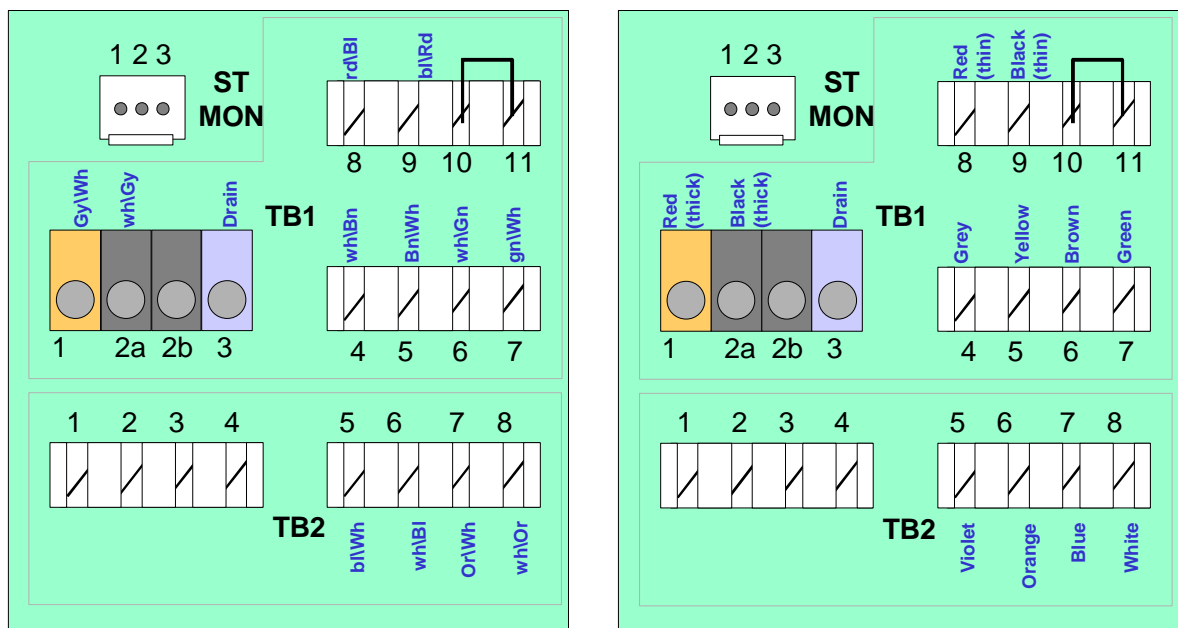 1 2 3
ST
MON
rd\Bl
bl\Rd
8 9 10 11
Gy\Wh
wh\Gy
Drain
TB1
1 2a 2b 3
wh\Bn
Bn\Wh
wh\Gn
gn\Wh
4 5 6 7
1 2 3 4
5 6 7 8
TB2
bl\Wh
wh\Bl
Or\Wh
wh\Or
1 2 3
ST
MON
Red
(thin)
Black
(thin)
8 9 10 11
Red
(thick)
Black
(thick)
Drain
TB1
1 2a 2b 3
Grey
Yellow
Brown
Green
4 5 6 7
1 2 3 4
5 6 7 8
TB2
Violet
Orange
Blue
White